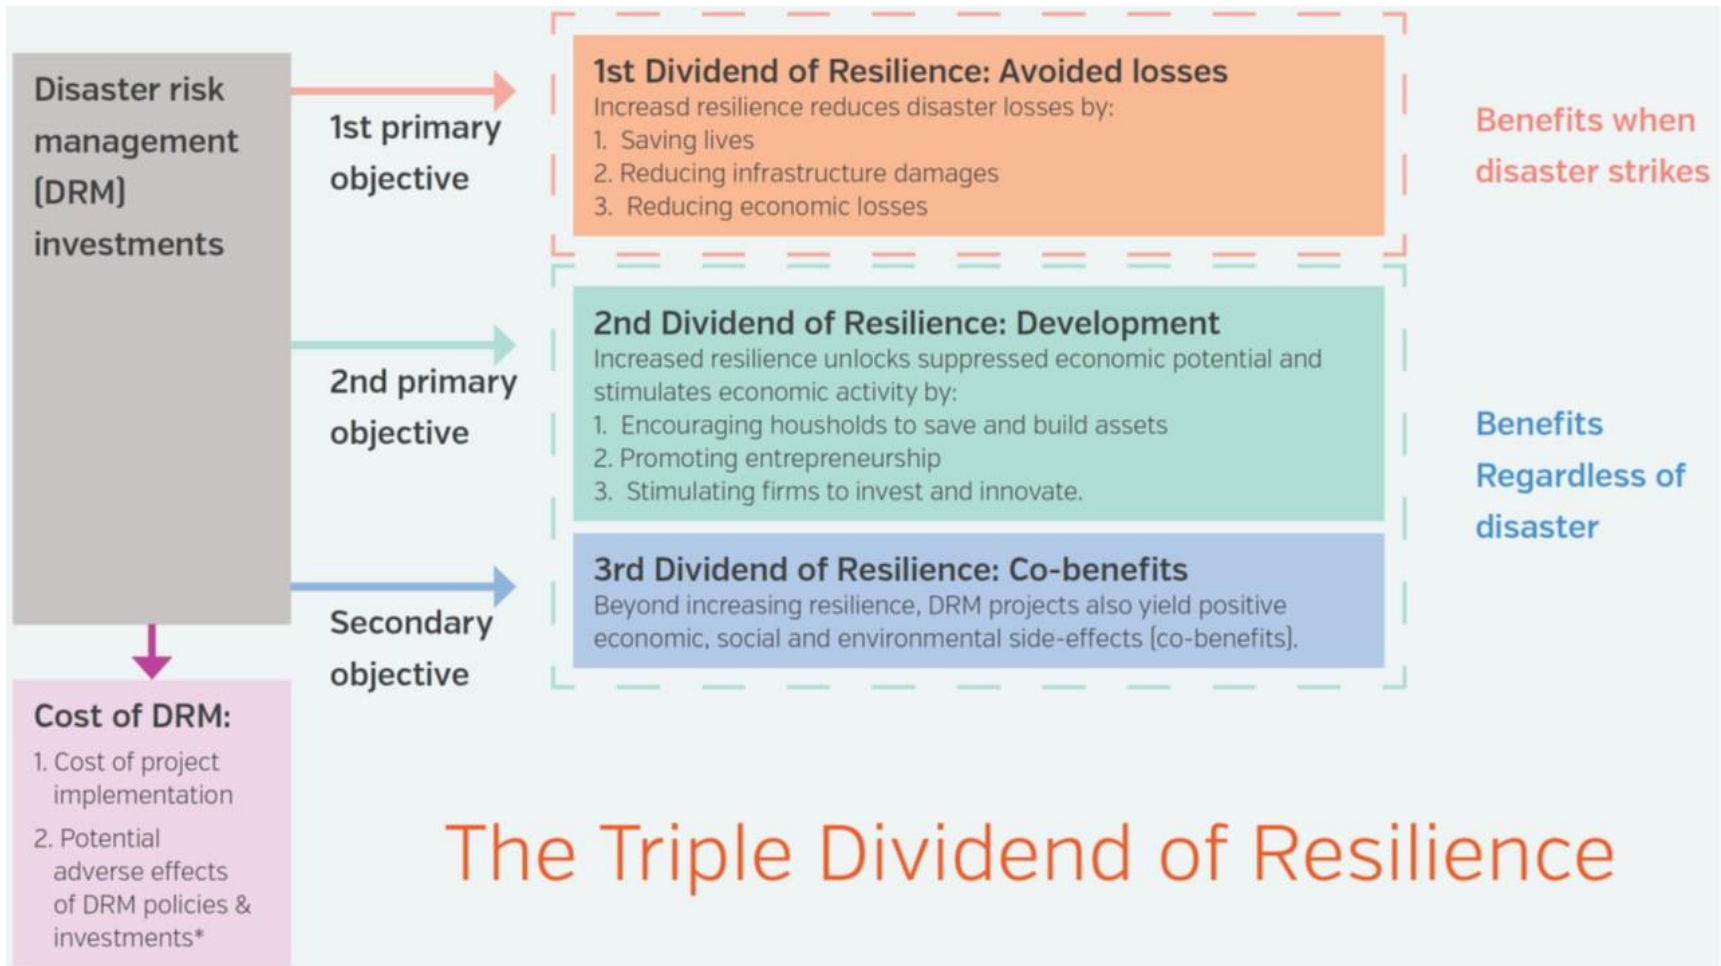 Disaster risk
management
(DRM)
investments
1st primary
objective
1st Dividend of Resilience: Avoided losses
Increasd resilience reduces disaster losses by:
1. Saving lives
2. Reducing infrastructure damages
3. Reducing economic losses
Benefits when
disaster strikes
2nd primary
objective
2nd Dividend of Resilience: Development
Increased resilience unlocks suppressed economic potential and
stimulates economic activity by:
1. Encouraging housholds to save and build assets
2. Promoting entrepreneurship
3. Stimulating firms to invest and innovate.
Benefits
Regardless of
disaster
Secondary
objective
3rd Dividend of Resilience: Co-benefits
Beyond increasing resilience, DRM projects also yield positive
economic, social and environmental side-effects (co-benefits).
Cost of DRM:
1. Cost of project
implementation
2. Potential
adverse effects
of DRM policies &
investments*
The Triple Dividend of Resilience